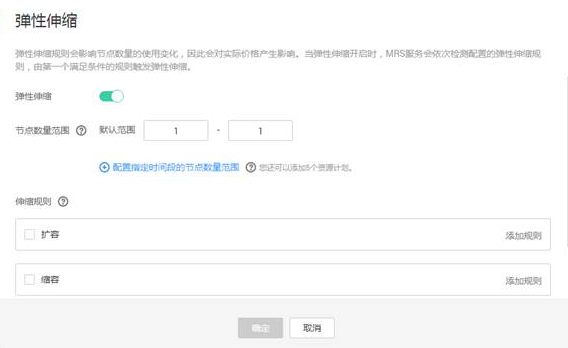 弹性伸缩
弹性伸缩规则会影响节点数量的使用变化，因此会对实际价格产生影响。当弹性伸缩开启时，MRS服务会依次检测配置的弹性伸缩规
则，由第一个满足条件的规则触发弹性伸缩。
弹性伸缩
节点数量范围 ? 默认范围 1 - 1
配置指定时间段的节点数量范围 ? 您还可以添加5个资源计划。
伸缩规则 ?
扩容 添加规则
缩容 添加规则
确定 取消